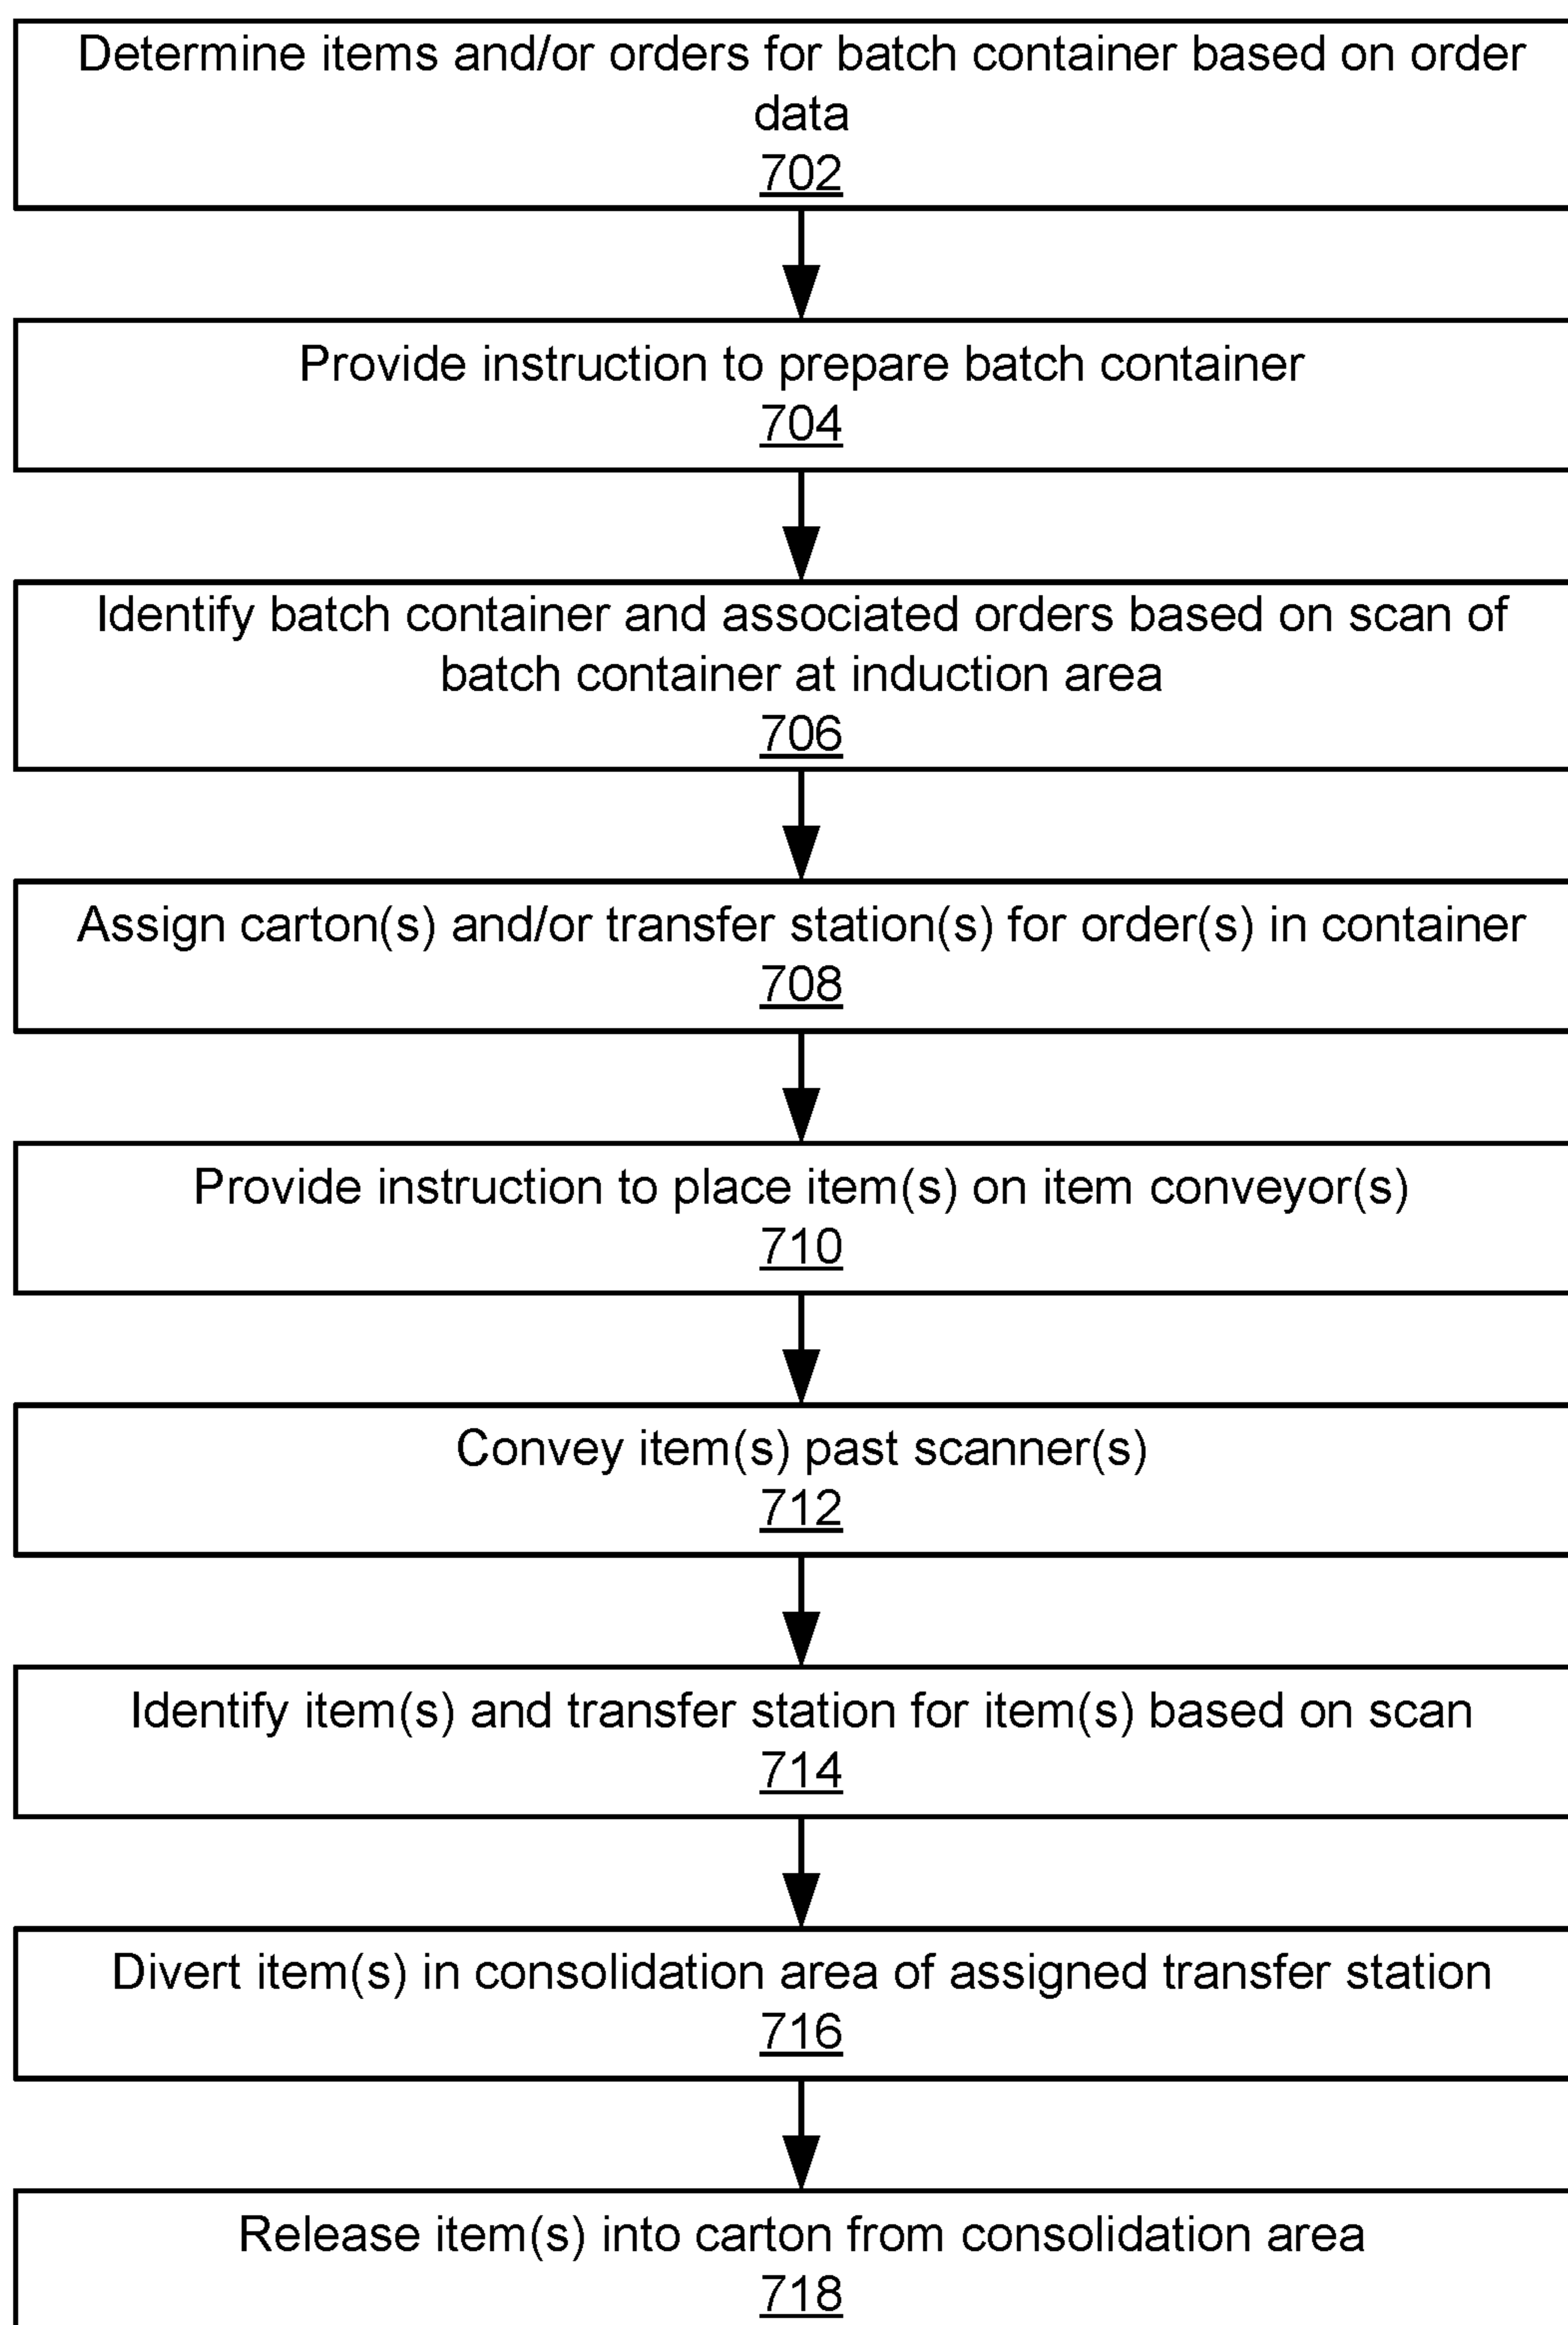 Determine items and/or orders for batch container based on order
data
702
Provide instruction to prepare batch container
704
Identify batch container and associated orders based on scan of
batch container at induction area
706
Assign carton(s) and/or transfer station(s) for order(s) in container
708
Provide instruction to place item(s) on item conveyor(s)
710
Convey item(s) past scanner(s)
712
Identify item(s) and transfer station for item(s) based on scan
714
Divert item(s) in consolidation area of assigned transfer station
716
Release item(s) into carton from consolidation area
718